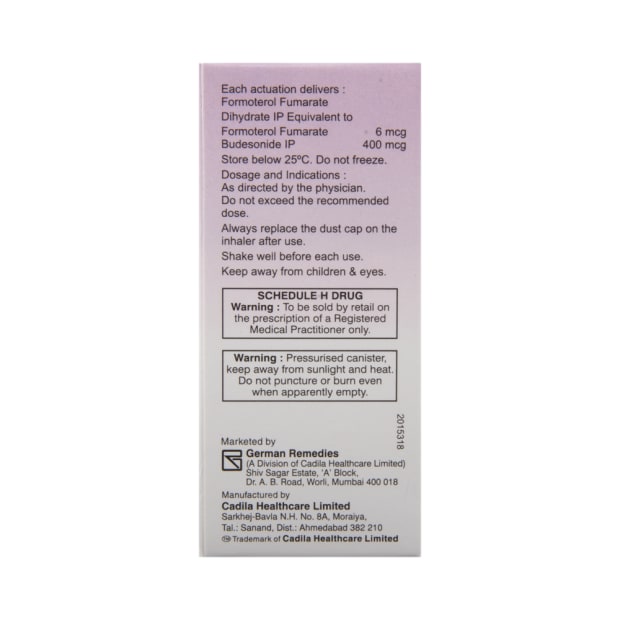 Each actuation delivers :
Formoterol Fumarate
Dihydrate IP Equivalent to
Formoterol Fumarate 6 mcg
Budesonide IP 400 mcg
Store below 25ºC. Do not freeze.
Dosage and Indications :
As directed by the physician.
Do not exceed the recommended
dose.
Always replace the dust cap on the
inhaler after use.
Shake well before each use.
Keep away from children & eyes.
SCHEDULE H DRUG
Warning : To be sold by retail on
the prescription of a Registered
Medical Practitioner only.
Warning : Pressurised canister,
keep away from sunlight and heat.
Do not puncture or burn even
when apparently empty.
2015318
Marketed by
German Remedies
(A Division of Cadila Healthcare Limited)
Shiv Sagar Estate, 'A' Block,
Dr. A. B. Road, Worli, Mumbai 400 018
Manufactured by
Cadila Healthcare Limited
Sarkhej-Bavla N.H. No. 8A, Moraiya,
Tal.: Sanand, Dist.: Ahmedabad 382 210
Trademark of Cadila Healthcare Limited